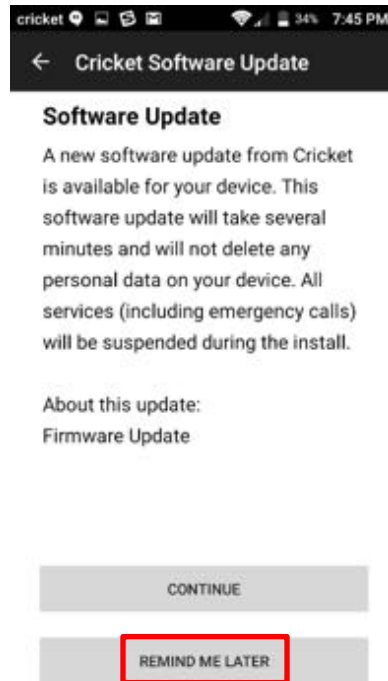 cricket 34% 7:45 PM
Cricket Software Update
Software Update
A new software update from Cricket
is available for your device. This
software update will take several
minutes and will not delete any
personal data on your device. All
services (including emergency calls)
will be suspended during the install.
About this update:
Firmware Update
CONTINUE
REMIND ME LATER